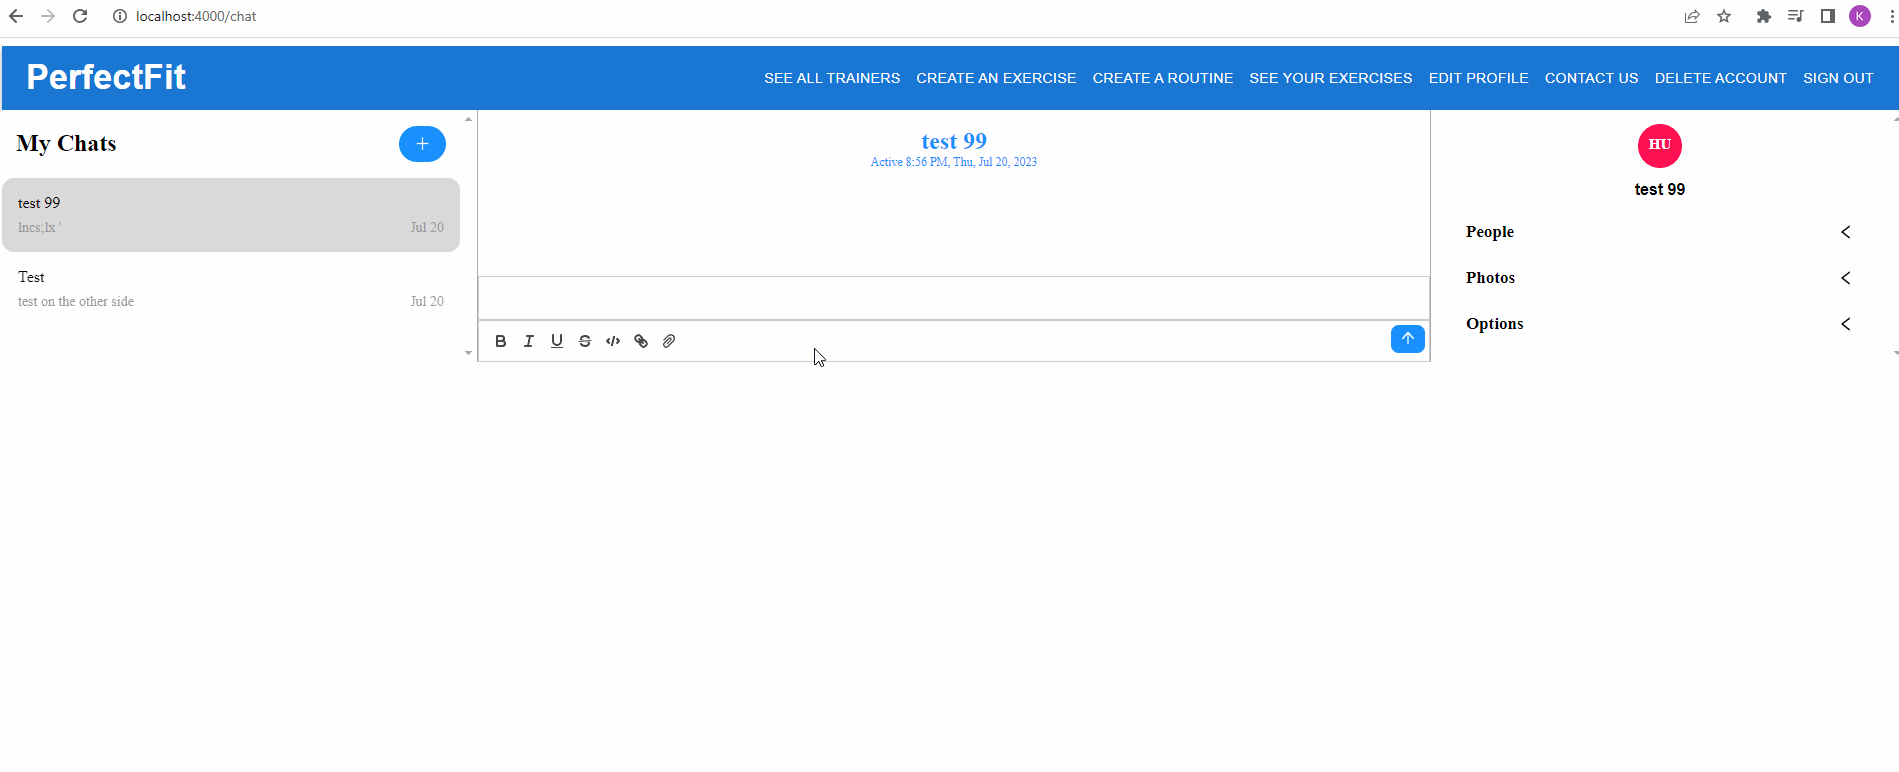 localhost:4000/chat
K
PerfectFit
SEE ALL TRAINERS CREATE AN EXERCISE CREATE A ROUTINE SEE YOUR EXERCISES EDIT PROFILE CONTACT US DELETE ACCOUNT SIGN OUT
My Chats
+
test 99
lncs;lx ' Jul 20
Test
test on the other side Jul 20
test 99
Active 8:56 PM, Thu, Jul 20, 2023
B I U S </>
HU
test 99
People
Photos
Options